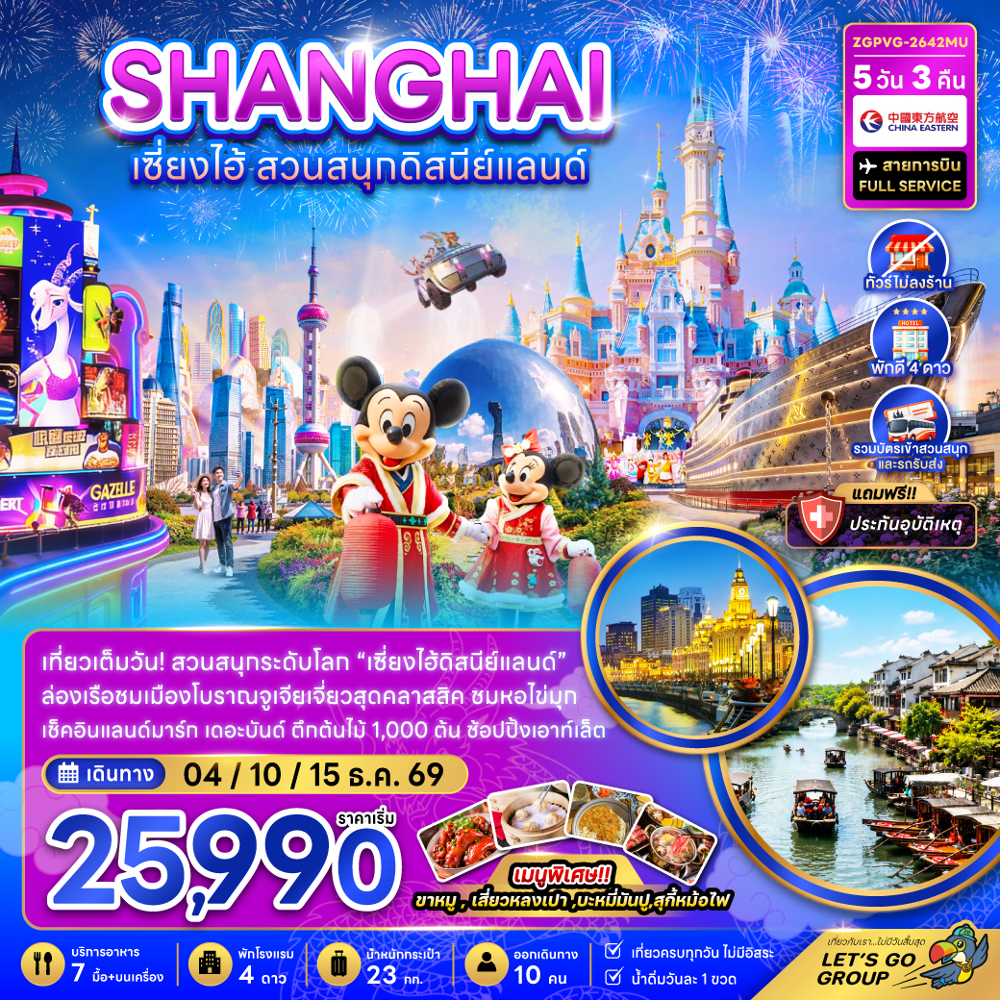 SHANGHAI
เซี่ยงไฮ้ สวนสนุกดิสนีย์แลนด์
ZGPVG-2642MU
5 วัน 3 คืน
中國東方航空
CHINA EASTERN
สายการบิน
FULL SERVICE
ทัวร์ไม่ลงร้าน
HOTEL
พักดี 4 ดาว
รวมบัตรเข้าสวนสนุก
และรถรับส่ง
แถมฟรี!!
ประกันอุบัติเหตุ
GAZELLE
เที่ยวเต็มวัน! สวนสนุกระดับโลก “เซี่ยงไฮ้ดิสนีย์แลนด์”
ล่องเรือชมเมืองโบราณจูเจียเจี่ยวสุดคลาสสิค ชมหอไข่มุก
เช็คอินแลนด์มาร์ก เดอะบันด์ ตึกต้นไม้ 1,000 ต้น ช้อปปิ้งเอาท์เล็ต
เดินทาง 04 / 10 / 15 ธ.ค. 69
ราคาเริ่ม
25,990
เมนูพิเศษ!!
ขาหมู , เสี่ยวหลงเปา ,บะหมี่มันปู,สุกี้หม้อไฟ
บริการอาหาร
7 มื้อ+บนเครื่อง
พักโรงแรม
4 ดาว
น้ำหนักกระเป๋า
23 กก.
ออกเดินทาง
10 คน
เที่ยวครบทุกวัน ไม่มีอิสระ
น้ำดื่มวันละ 1 ขวด
เที่ยวกับเรา...ไม่มีวันสิ้นสุด
LET'S GO
GROUP